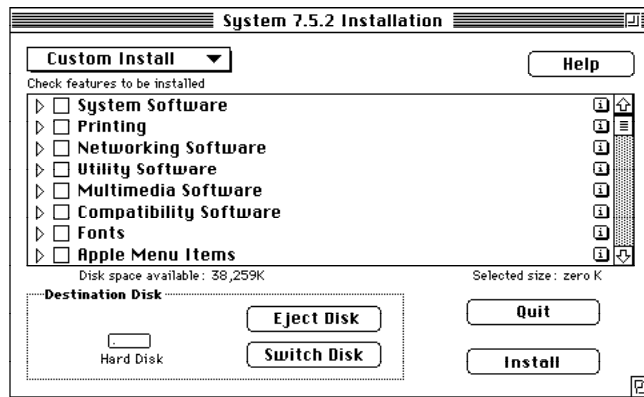 System 7.5.2 Installation
Custom Install
Help
Check features to be installed
System Software
Printing
Networking Software
Utility Software
Multimedia Software
Compatibility Software
Fonts
Apple Menu Items
Disk space available: 38,259K
Selected size: zero K
Destination Disk
Eject Disk
Quit
Hard Disk
Switch Disk
Install